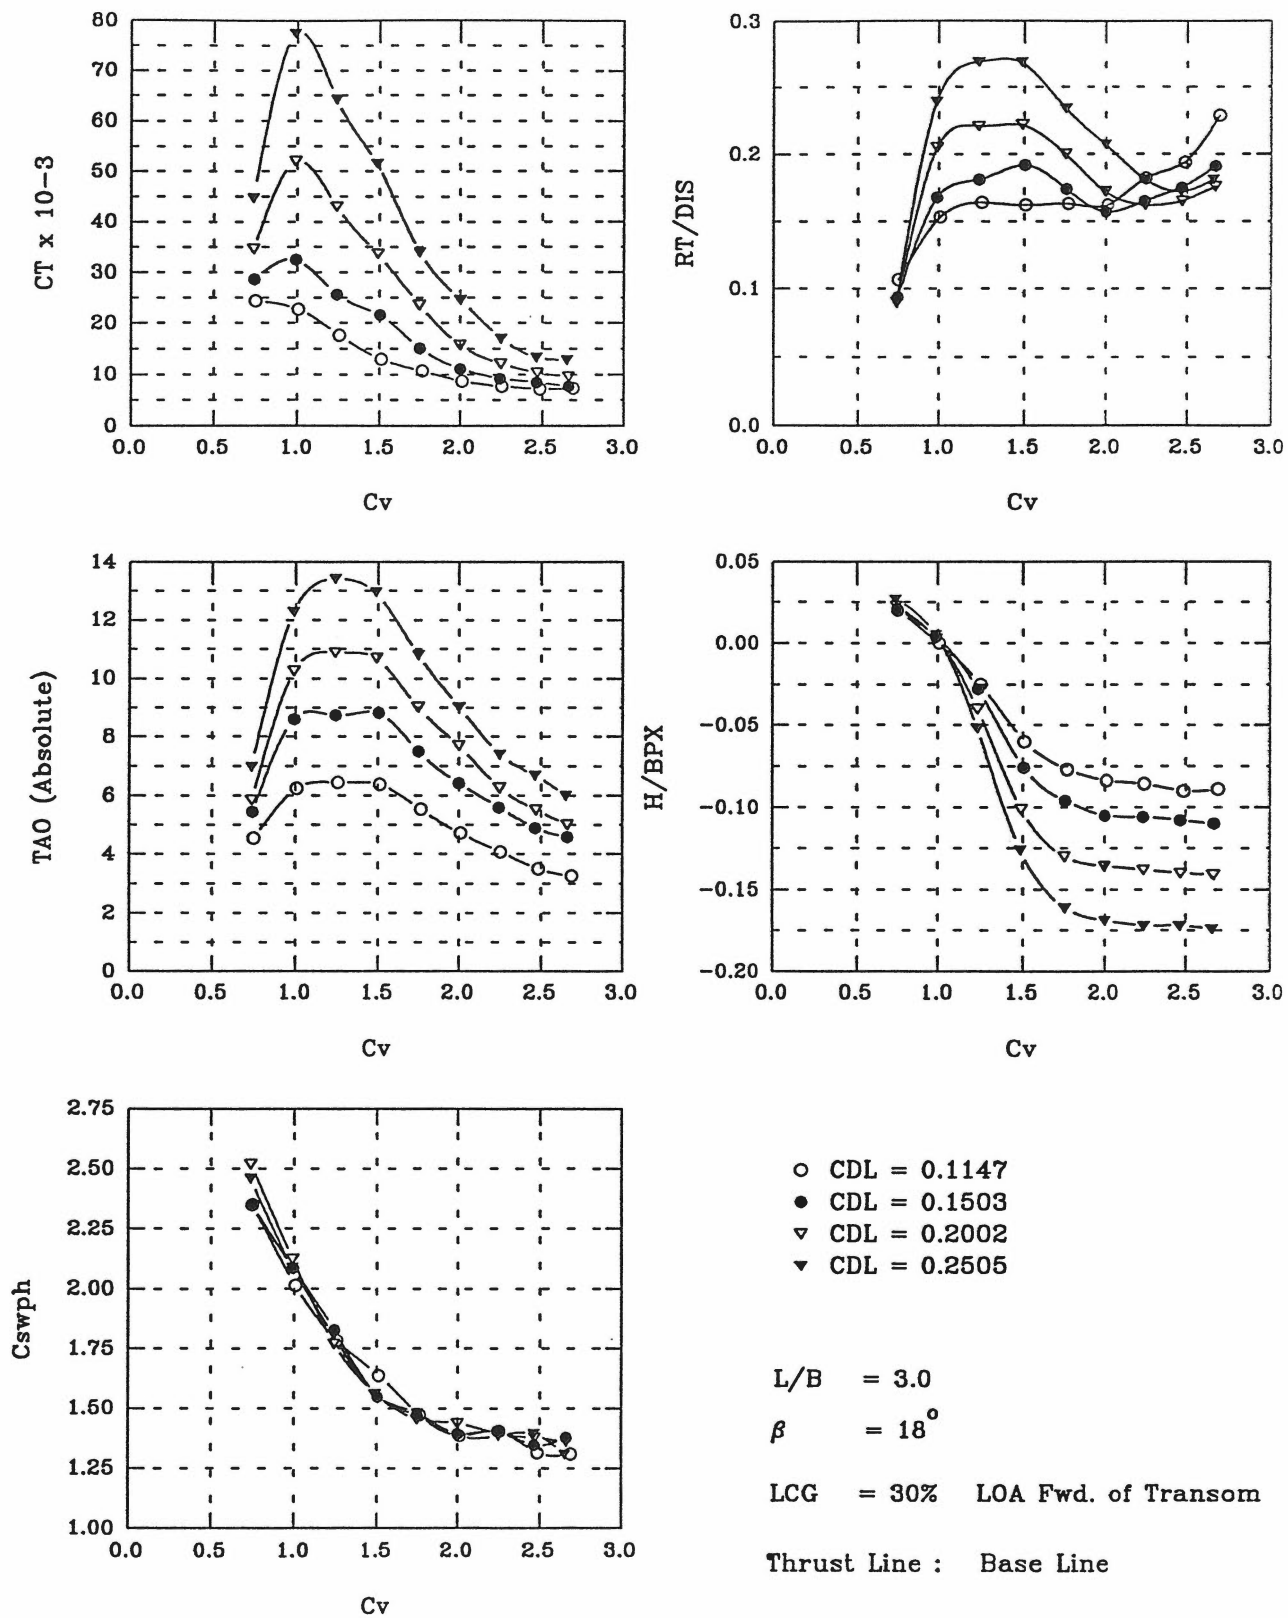 80
70
60
50
40
30
20
10
0
CT x 10-3
0.0 0.5 1.0 1.5 2.0 2.5 3.0
Cv
0.3
0.2
0.1
0.0
RT/DIS
0.0 0.5 1.0 1.5 2.0 2.5 3.0
Cv
14
12
10
8
6
4
2
0
TAO (Absolute)
0.0 0.5 1.0 1.5 2.0 2.5 3.0
Cv
0.05
0.00
-0.05
-0.10
-0.15
-0.20
H/BPX
0.0 0.5 1.0 1.5 2.0 2.5 3.0
Cv
2.75
2.50
2.25
2.00
1.75
1.50
1.25
1.00
Cswph
0.0 0.5 1.0 1.5 2.0 2.5 3.0
Cv
CDL = 0.1147
CDL = 0.1503
CDL = 0.2002
CDL = 0.2505
L/B = 3.0
β = 18°
LCG = 30% LOA Fwd. of Transom
Thrust Line : Base Line